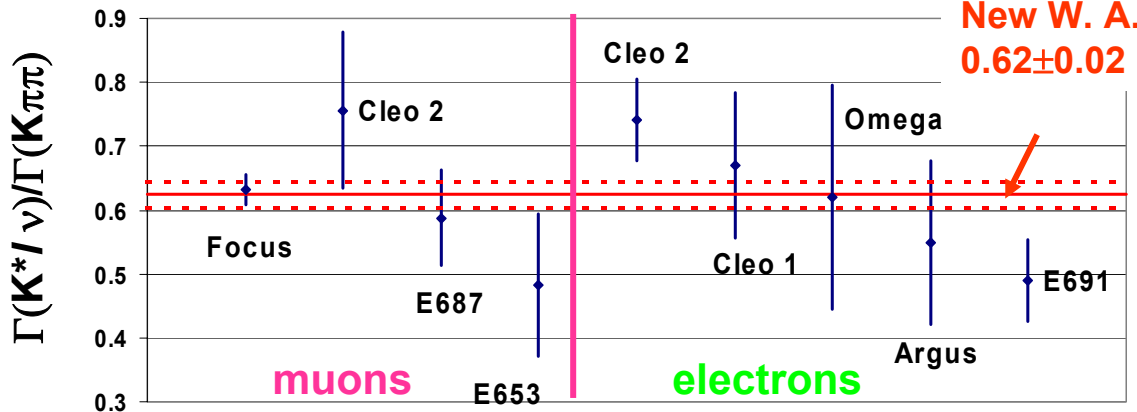 Γ(K*l ν)/Γ(Kππ)
0.9
0.8
0.7
0.6
0.5
0.4
0.3
New W. A.
0.62±0.02
Cleo 2
Cleo 2
Omega
Focus
Cleo 1
E687
E691
Argus
E653
muons
electrons